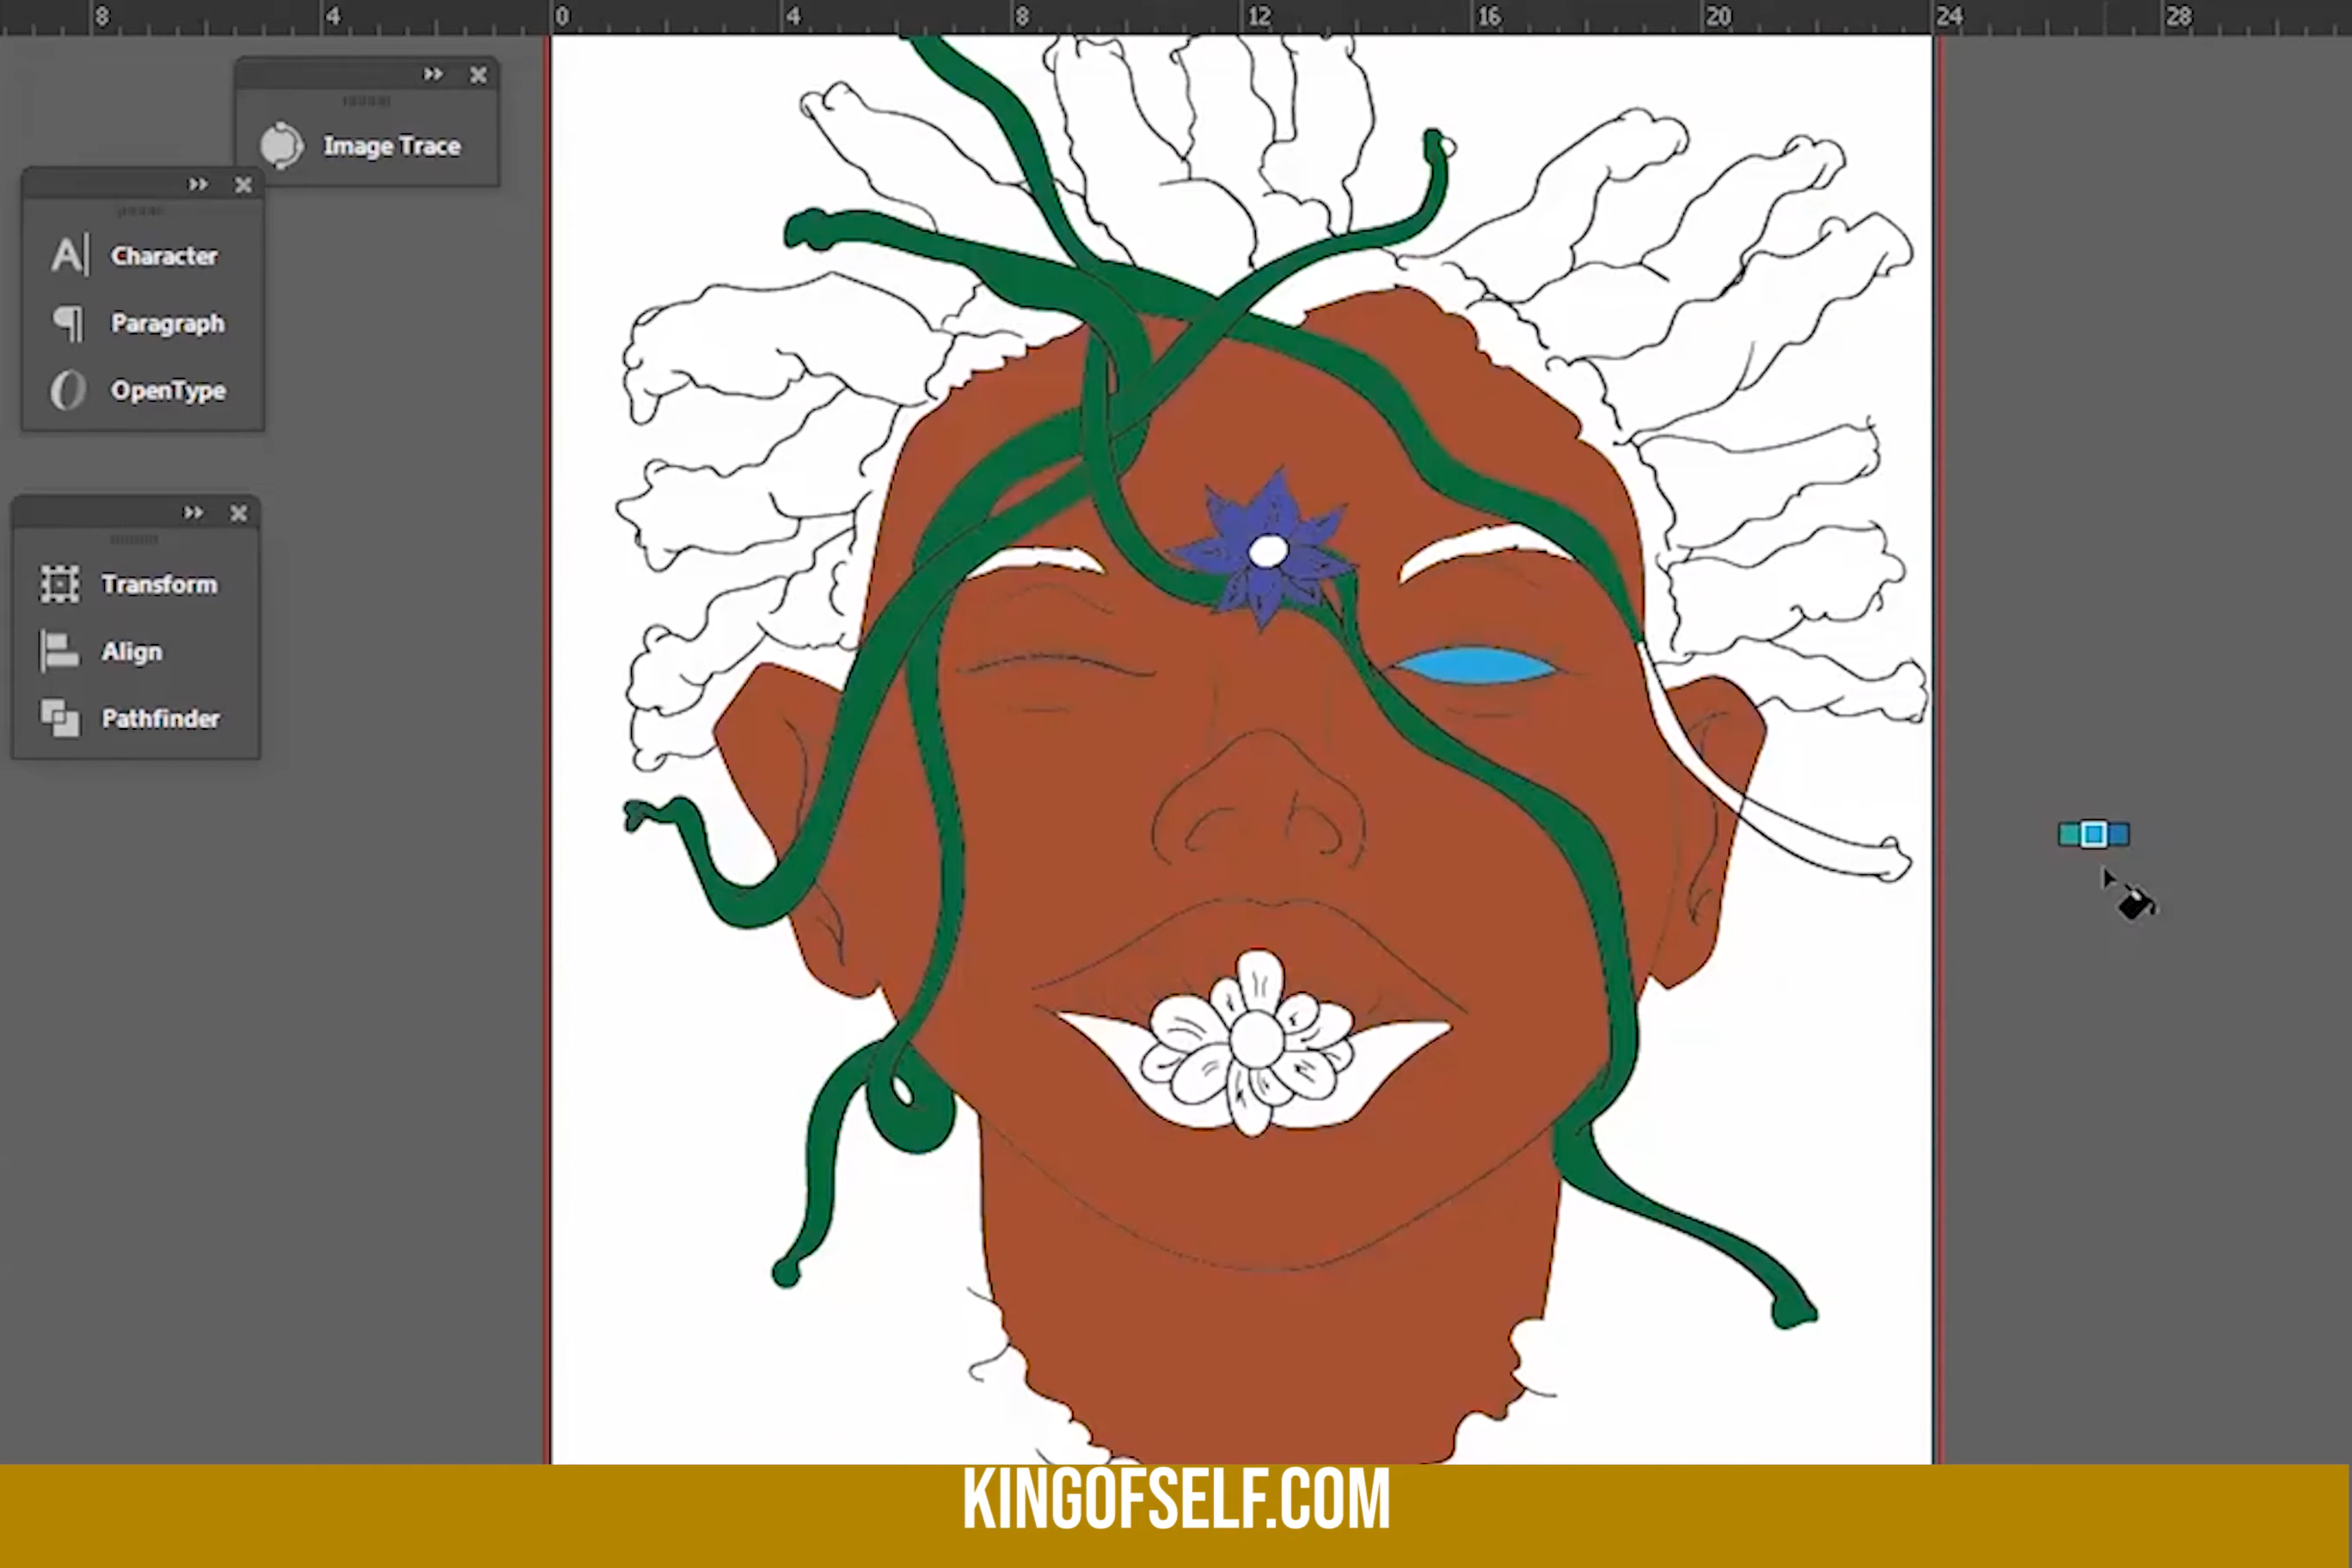 8 4 0 4 8 12 16 20 24 28
Image Trace
Character
Paragraph
OpenType
Transform
Align
Pathfinder
KINGOFSELF.COM